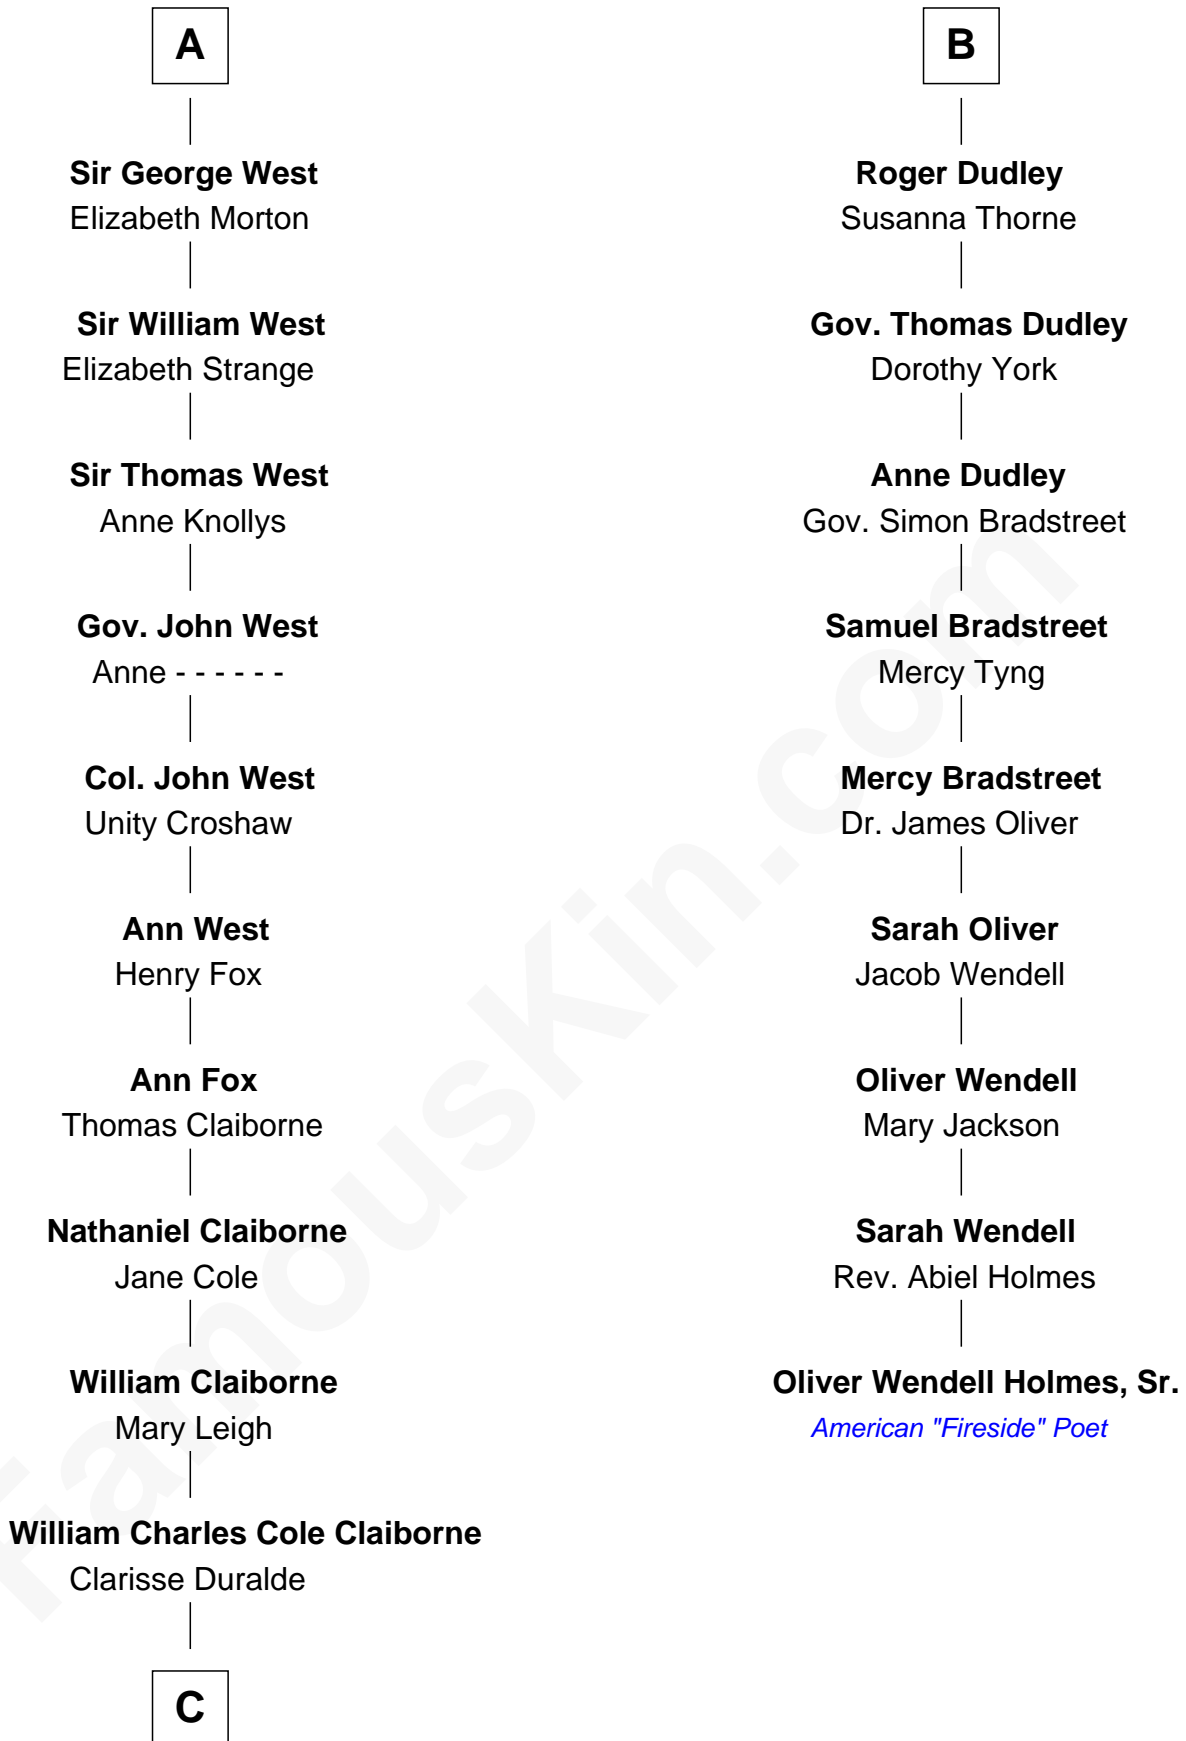 A
Sir George West
Elizabeth Morton
Sir William West
Elizabeth Strange
Sir Thomas West
Anne Knollys
Gov. John West
Anne - - - - - -
Col. John West
Unity Croshaw
Ann West
Henry Fox
Ann Fox
Thomas Claiborne
Nathaniel Claiborne
Jane Cole
William Claiborne
Mary Leigh
William Charles Cole Claiborne
Clarisse Duralde
C
B
Roger Dudley
Susanna Thorne
Gov. Thomas Dudley
Dorothy York
Anne Dudley
Gov. Simon Bradstreet
Samuel Bradstreet
Mercy Tyng
Mercy Bradstreet
Dr. James Oliver
Sarah Oliver
Jacob Wendell
Oliver Wendell
Mary Jackson
Sarah Wendell
Rev. Abiel Holmes
Oliver Wendell Holmes, Sr.
American "Fireside" Poet
FamousKin.com